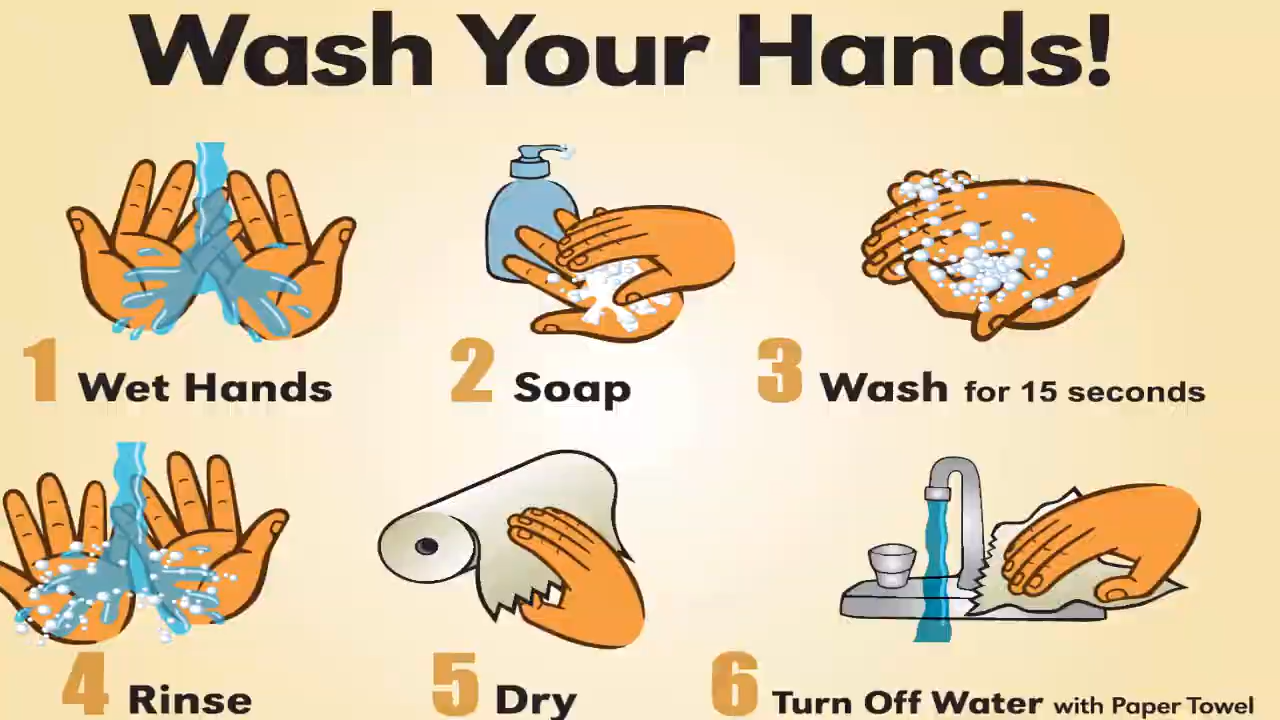 Wash Your Hands!
1 Wet Hands
2 Soap
3 Wash for 15 seconds
4 Rinse
5 Dry
6 Turn Off Water with Paper Towel